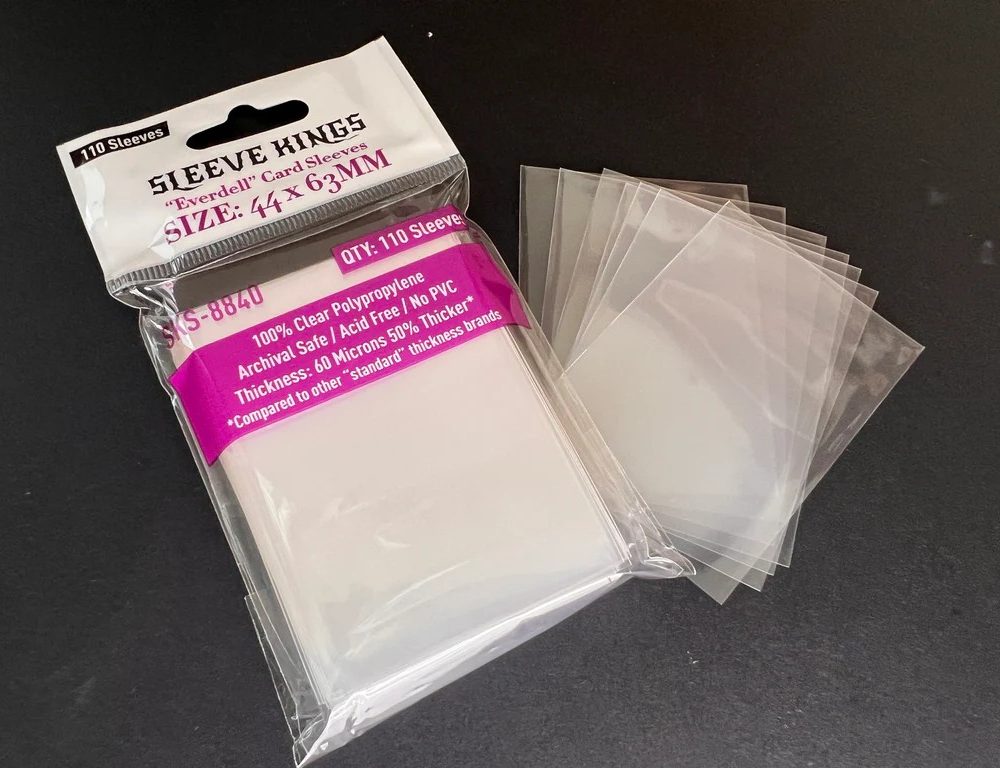 110 Sleeves
SLEEVE KINGS
"Everdell" Card Sleeves
SIZE: 44 x 63MM
QTY: 110 Sleeves
SKS-8840
100% Clear Polypropylene
Archival Safe / Acid Free / No PVC
Thickness: 60 Microns 50% Thicker*
*Compared to other "standard" thickness brands